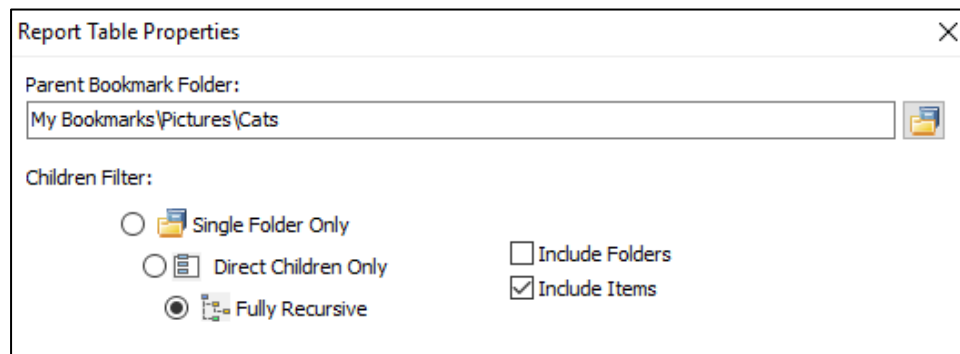 Report Table Properties
Parent Bookmark Folder:
My Bookmarks\Pictures\Cats
Children Filter:
Single Folder Only
Direct Children Only
Fully Recursive
Include Folders
Include Items